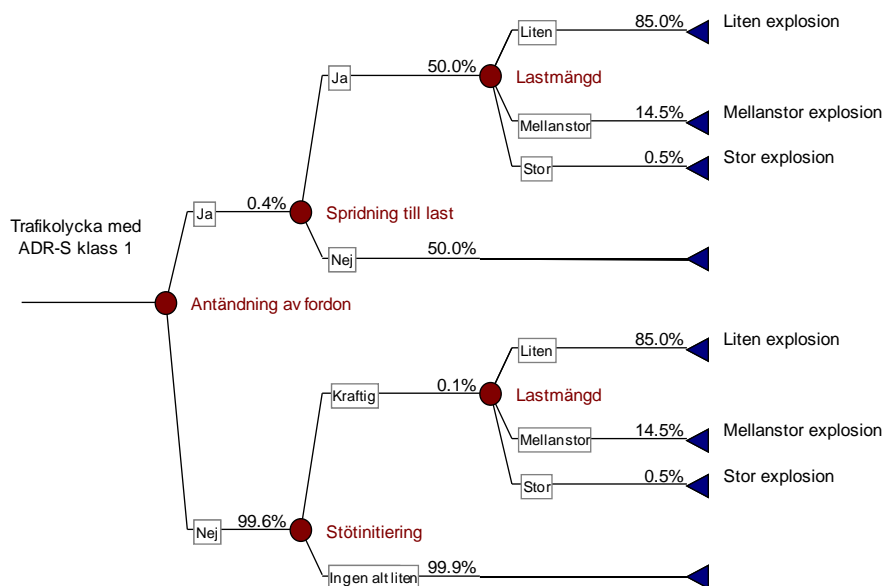 Liten
85.0%
Liten explosion
Ja
50.0%
Lastmängd
Mellanstor
14.5%
Mellanstor explosion
Stor
0.5%
Stor explosion
Trafikolycka med
ADR-S klass 1
Ja
0.4%
Spridning till last
Nej
50.0%
Antändning av fordon
Liten
85.0%
Liten explosion
Kraftig
0.1%
Lastmängd
Mellanstor
14.5%
Mellanstor explosion
Stor
0.5%
Stor explosion
Nej
99.6%
Stötinitiering
Ingen alt liten
99.9%